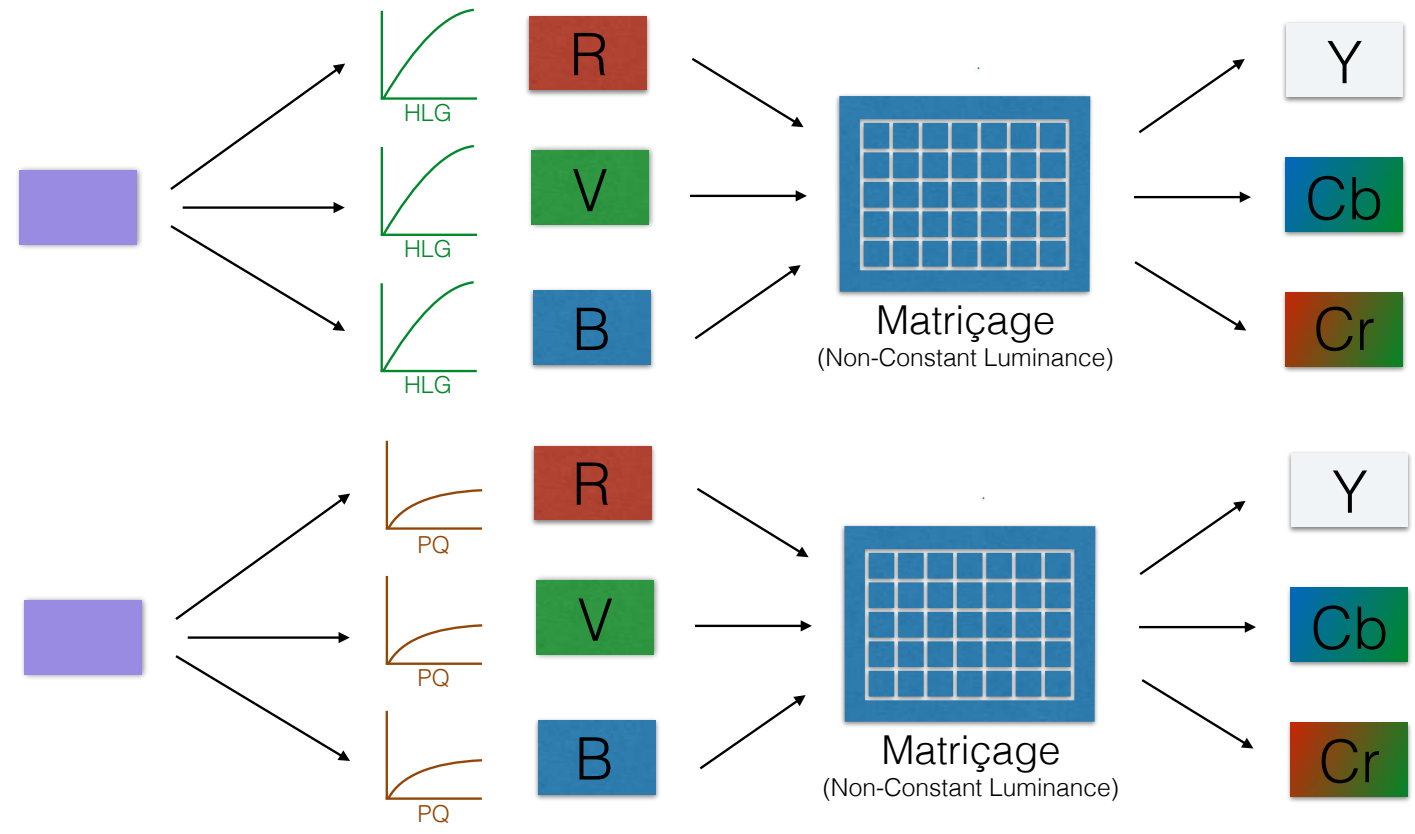 HLG
R
Y
HLG
V
Cb
HLG
B
Cr
Matriçage
(Non-Constant Luminance)
PQ
R
Y
PQ
V
Cb
PQ
B
Cr
Matriçage
(Non-Constant Luminance)